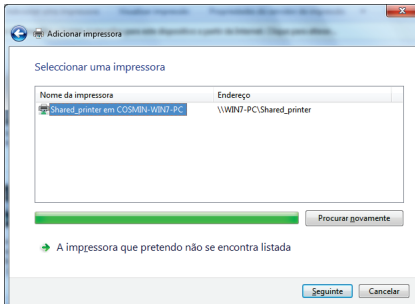 Adicionar impressora
Seleccionar uma impressora
Nome da impressora Endereço
Shared_printer em COSMIN-WIN7-PC \\WIN7-PC\Shared_printer
Procurar novamente
A impressora que pretendo não se encontra listada
Seguinte Cancelar